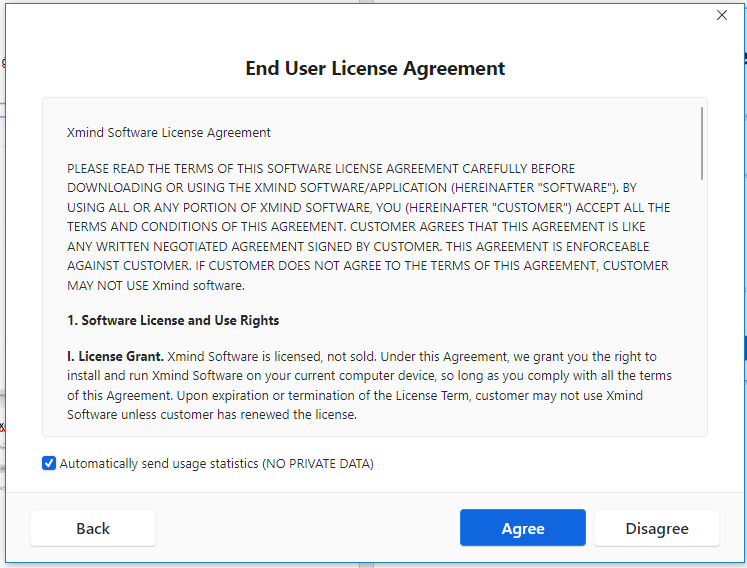 End User License Agreement
Xmind Software License Agreement
PLEASE READ THE TERMS OF THIS SOFTWARE LICENSE AGREEMENT CAREFULLY BEFORE
DOWNLOADING OR USING THE XMIND SOFTWARE/APPLICATION (HEREINAFTER "SOFTWARE"). BY
USING ALL OR ANY PORTION OF XMIND SOFTWARE, YOU (HEREINAFTER "CUSTOMER") ACCEPT ALL THE
TERMS AND CONDITIONS OF THIS AGREEMENT. CUSTOMER AGREES THAT THIS AGREEMENT IS LIKE
ANY WRITTEN NEGOTIATED AGREEMENT SIGNED BY CUSTOMER. THIS AGREEMENT IS ENFORCEABLE
AGAINST CUSTOMER. IF CUSTOMER DOES NOT AGREE TO THE TERMS OF THIS AGREEMENT, CUSTOMER
MAY NOT USE Xmind software.
1. Software License and Use Rights
I. License Grant. Xmind Software is licensed, not sold. Under this Agreement, we grant you the right to
install and run Xmind Software on your current computer device, so long as you comply with all the terms
of this Agreement. Upon expiration or termination of the License Term, customer may not use Xmind
Software unless customer has renewed the license.
Automatically send usage statistics (NO PRIVATE DATA)
Back
Agree
Disagree